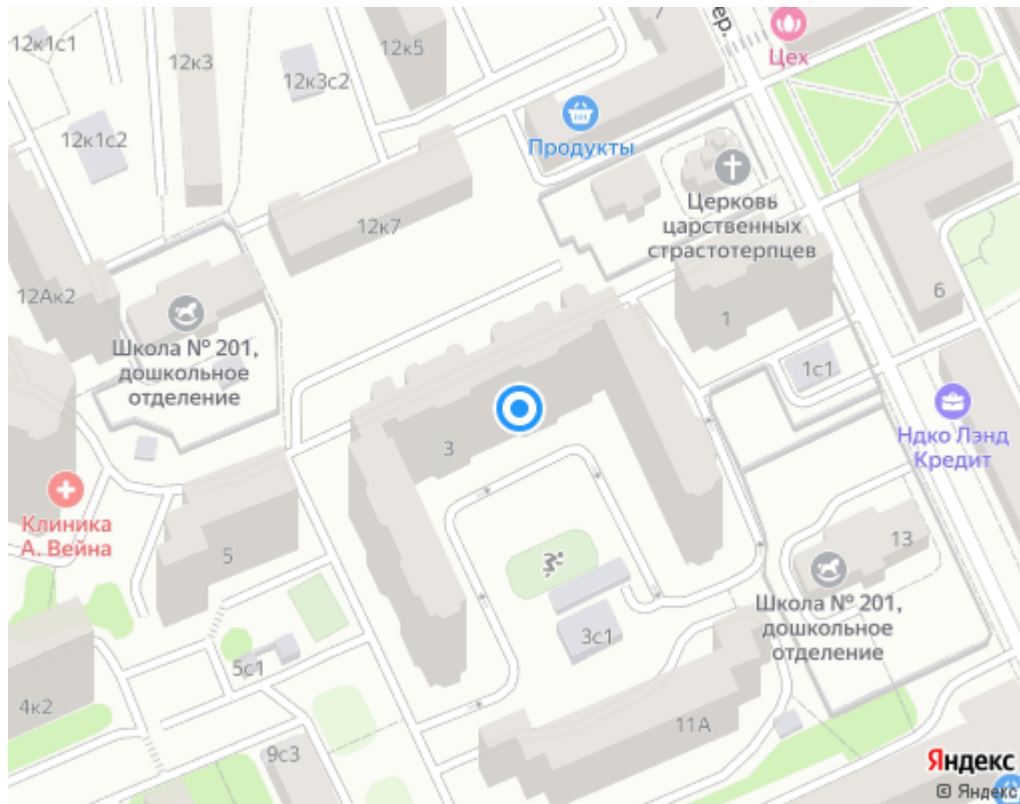 12к1с1
12к3
12к5
12к3с2
7
ер.
Цех
12к1с2
Продукты
Церковь
царственных
страстотерпцев
12к7
12Ак2
6
1
Школа № 201,
дошкольное
отделение
1с1
Ндко Лэнд
Кредит
3
Клиника
А. Вейна
5
13
Школа № 201,
дошкольное
отделение
3с1
5с1
4к2
11А
9с3
Яндекс
© Яндекс